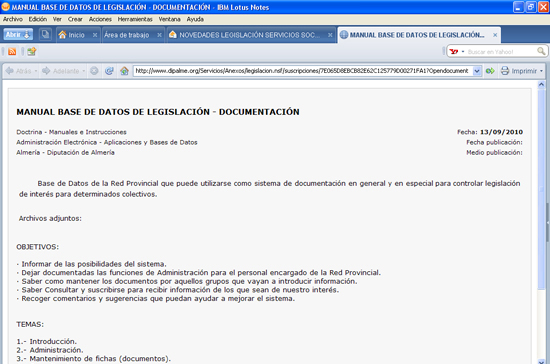 MANUAL BASE DE DATOS DE LEGISLACIÓN - DOCUMENTACIÓN - IBM Lotus Notes
Archivo Edición Ver Crear Acciones Herramientas Ventana Ayuda
Abrir Inicio Área de trabajo NOVEDADES LEGISLACIÓN SERVICIOS SOC... MANUAL BASE DE DATOS DE LEGISLACIÓN,...
Buscar en Yahoo!
Atrás Adelante http://www.dipalme.org/Servicios/Anexos/legislacion.nsf/suscripciones/7E065D8EBCB82E62C125779D00271FA1?Opendocument Imprimir
MANUAL BASE DE DATOS DE LEGISLACIÓN - DOCUMENTACIÓN
Doctrina - Manuales e Instrucciones Fecha: 13/09/2010
Administración Electrónica - Aplicaciones y Bases de Datos Fecha publicación:
Almería - Diputación de Almería Medio publicación:
Base de Datos de la Red Provincial que puede utilizarse como sistema de documentación en general y en especial para controlar legislación
de interés para determinados colectivos.
Archivos adjuntos:
OBJETIVOS:
· Informar de las posibilidades del sistema.
· Dejar documentadas las funciones de Administración para el personal encargado de la Red Provincial.
· Saber como mantener los documentos por aquellos grupos que vayan a introducir información.
· Saber Consultar y suscribirse para recibir información de los que sean de nuestro interés.
· Recoger comentarios y sugerencias que puedan ayudar a mejorar el sistema.
TEMAS:
1.- Introducción.
2.- Administración.
3.- Mantenimiento de fichas (documentos).